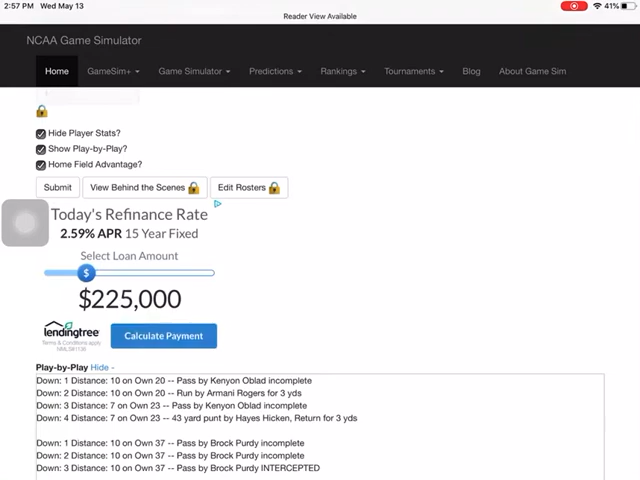 2:57 PM Wed May 13
41%
Reader View Available
NCAA Game Simulator
Home GameSim+ Game Simulator Predictions Rankings Tournaments Blog About Game Sim
Hide Player Stats?
Show Play-by-Play?
Home Field Advantage?
Submit View Behind the Scenes Edit Rosters
Today's Refinance Rate
2.59% APR 15 Year Fixed
Select Loan Amount
$
$225,000
lendingtree
Terms & Conditions apply
NMLS#1136
Calculate Payment
Play-by-Play Hide -
Down: 1 Distance: 10 on Own 20 -- Pass by Kenyon Oblad incomplete
Down: 2 Distance: 10 on Own 20 -- Run by Armani Rogers for 3 yds
Down: 3 Distance: 7 on Own 23 -- Pass by Kenyon Oblad incomplete
Down: 4 Distance: 7 on Own 23 -- 43 yard punt by Hayes Hicken, Return for 3 yds
Down: 1 Distance: 10 on Own 37 -- Pass by Brock Purdy incomplete
Down: 2 Distance: 10 on Own 37 -- Pass by Brock Purdy incomplete
Down: 3 Distance: 10 on Own 37 -- Pass by Brock Purdy INTERCEPTED